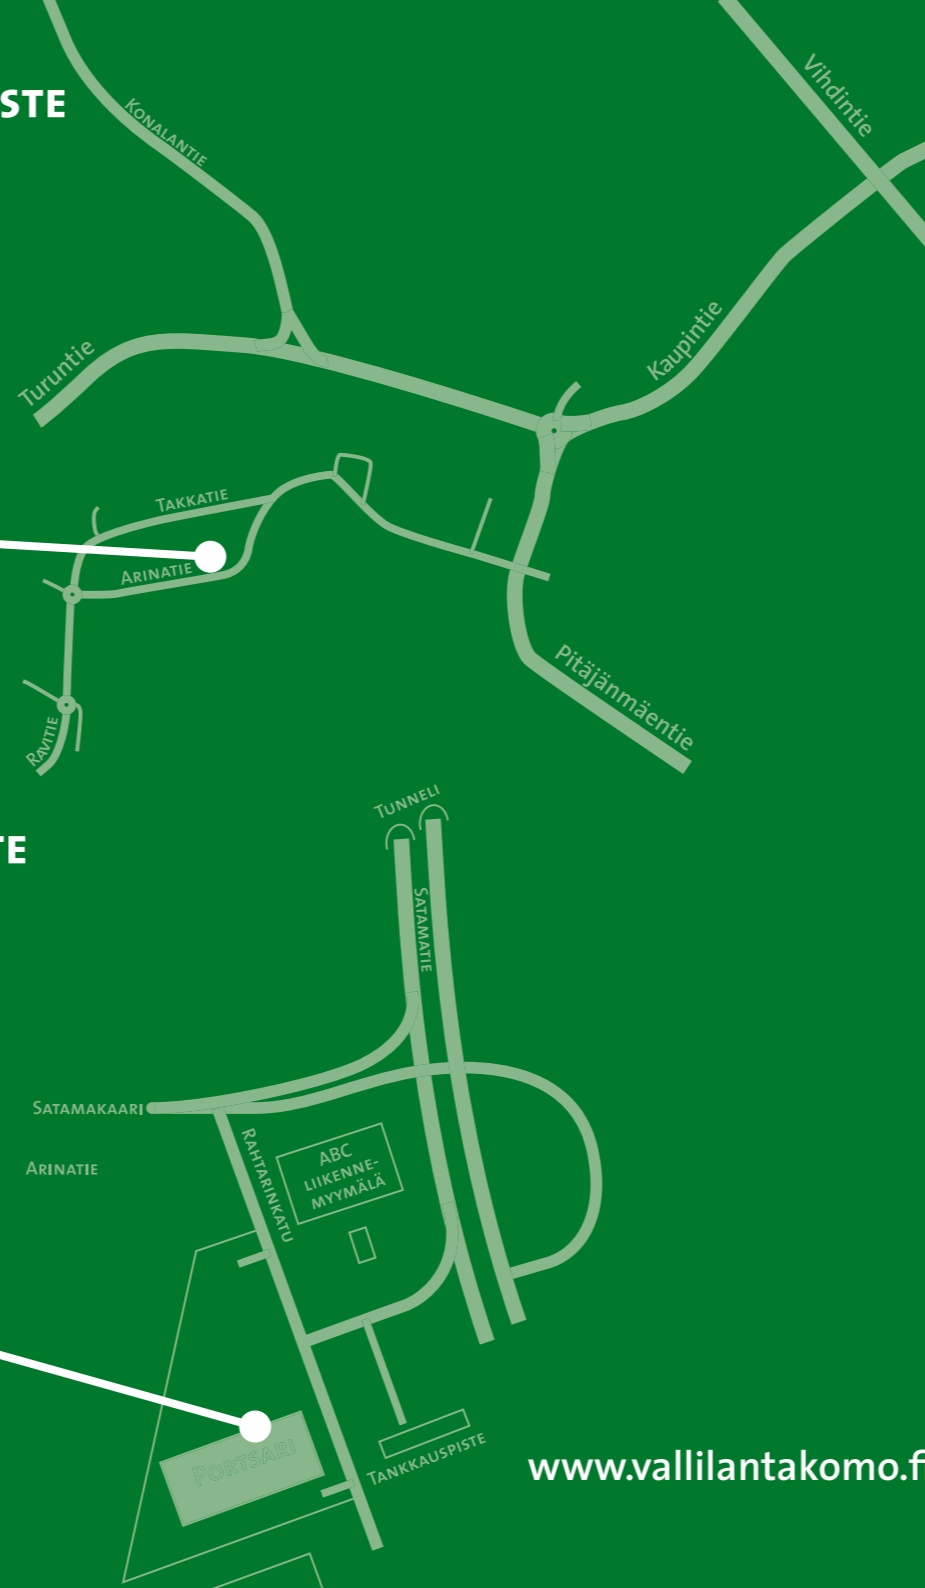 STE
Vihdintie
Konalantie
Kaupintie
Turuntie
Takkatie
Arinatie
Pitäjänmäentie
Ravitie
Tunneli
TE
Satamatie
Satamakaari
Rahtarinkatu
ABC
LIIKENNE-
MYYMÄLÄ
Arinatie
Portsari
Tankkauspiste
www.vallilantakomo.f